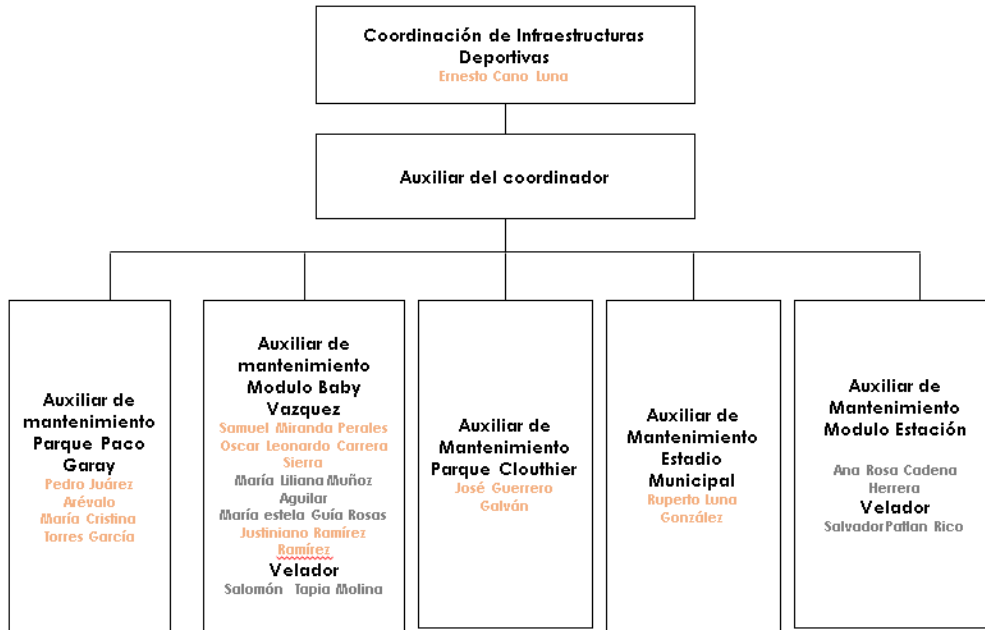 Coordinación de Infraestructuras
Deportivas
Ernesto Cano Luna
Auxiliar del coordinador
Auxiliar de
mantenimiento
Parque Paco
Garay
Pedro Juárez
Arévalo
María Cristina
Torres García
Auxiliar de
mantenimiento
Modulo Baby
Vazquez
Samuel Miranda Perales
Oscar Leonardo Carrera
Sierra
María Liliana Muñoz
Aguilar
María estela Guía Rosas
Justiniano Ramírez
Ramírez
Velador
Salomón Tapia Molina
Auxiliar de
Mantenimiento
Parque Clouthier
José Guerrero
Galván
Auxiliar de
Mantenimiento
Estadio
Municipal
Ruperto Luna
González
Auxiliar de
Mantenimiento
Modulo Estación
Ana Rosa Cadena
Herrera
Velador
SalvadorPatlan Rico